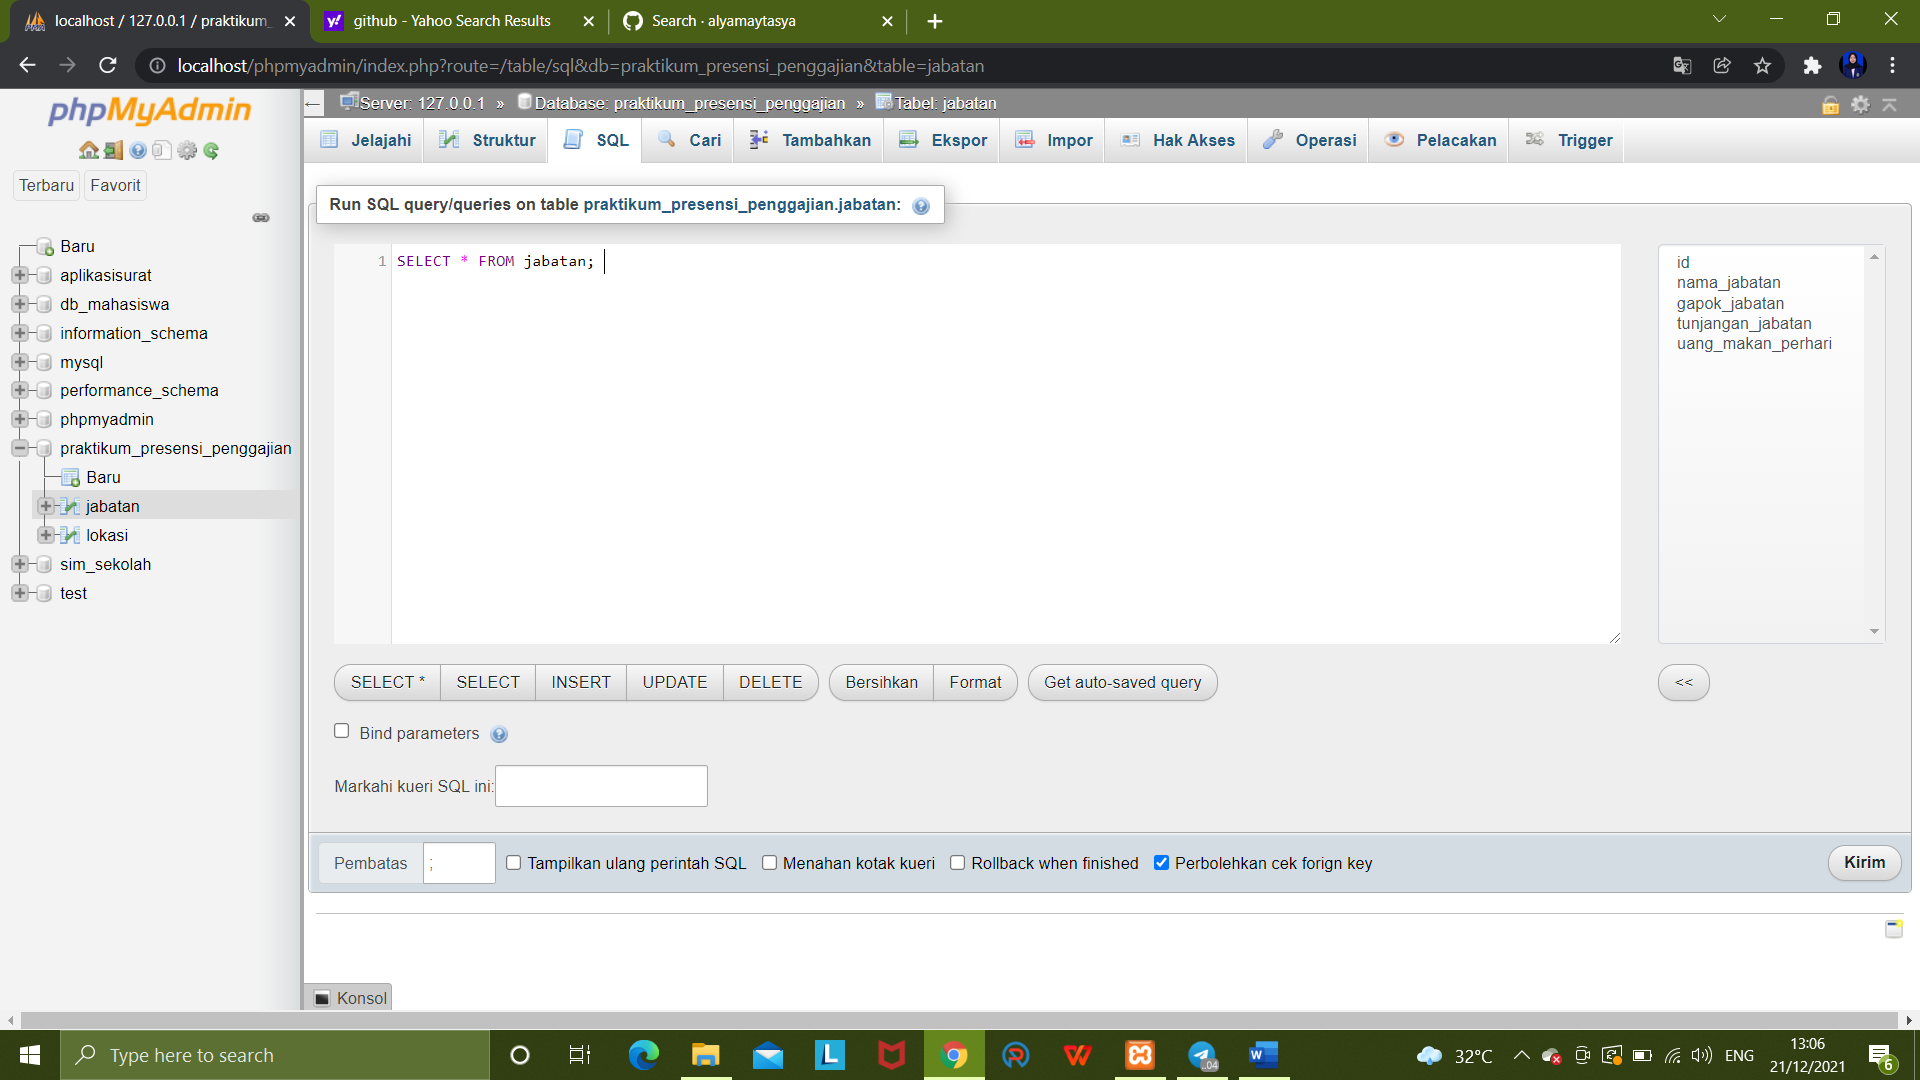 localhost / 127.0.0.1 / praktikum_
github - Yahoo Search Results
Search · alyamaytasya
localhost/phpmyadmin/index.php?route=/table/sql&db=praktikum_presensi_penggajian&table=jabatan
phpMyAdmin
Server: 127.0.0.1 » Database: praktikum_presensi_penggajian » Tabel: jabatan
Jelajahi Struktur SQL Cari Tambahkan Ekspor Impor Hak Akses Operasi Pelacakan Trigger
Terbaru Favorit
Run SQL query/queries on table praktikum_presensi_penggajian.jabatan:
1 SELECT * FROM jabatan;
id
nama_jabatan
gapok_jabatan
tunjangan_jabatan
uang_makan_perhari
Baru
aplikasisurat
db_mahasiswa
information_schema
mysql
performance_schema
phpmyadmin
praktikum_presensi_penggajian
Baru
jabatan
lokasi
sim_sekolah
test
SELECT * SELECT INSERT UPDATE DELETE Bersihkan Format Get auto-saved query <<
Bind parameters
Markahi kueri SQL ini:
Pembatas ; Tampilkan ulang perintah SQL Menahan kotak kueri Rollback when finished Perbolehkan cek forign key Kirim
Konsol
Type here to search
32°C ENG
13:06
21/12/2021
6
.04